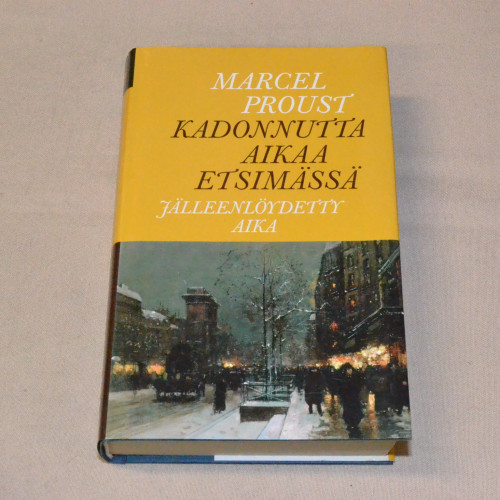 MARCEL
PROUST
KADONNUTTA
AIKAA
ETSIMÄSSÄ
JÄLLEENLÖYDETTY
AIKA